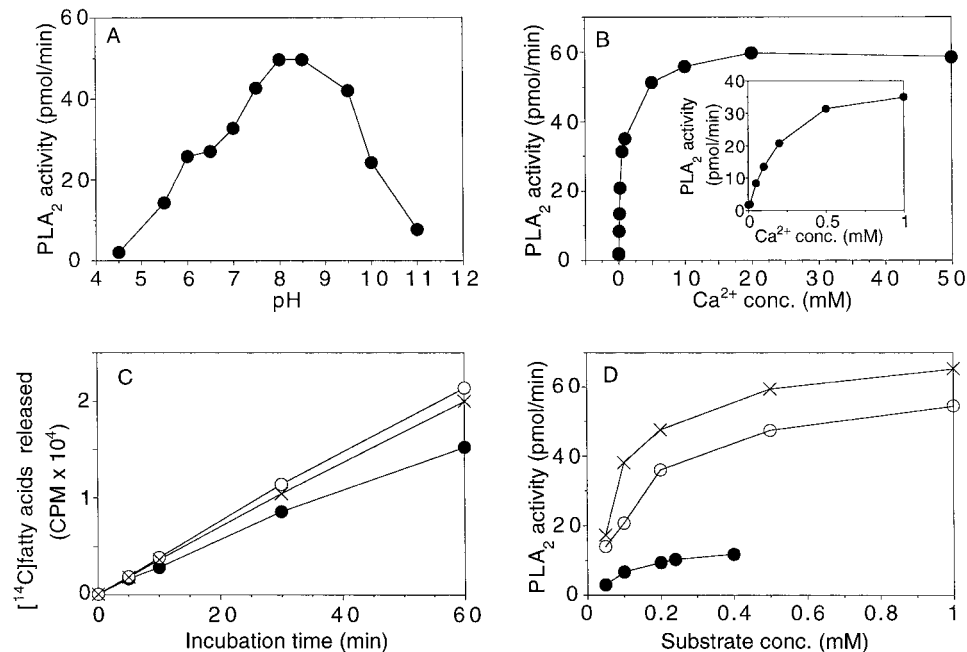 A
PLA₂ activity (pmol/min)
60
40
20
0
4 5 6 7 8 9 10 11 12
pH
B
PLA₂ activity (pmol/min)
80
60
40
20
0
0 10 20 30 40 50
Ca²⁺ conc. (mM)
PLA₂ activity
(pmol/min)
40
30
20
10
0
0 0.5 1
Ca²⁺ conc. (mM)
C
[¹⁴C]fatty acids released
(CPM x 10⁴)
2
1
0
0 20 40 60
Incubation time (min)
D
PLA₂ activity (pmol/min)
60
40
20
0
0 0.2 0.4 0.6 0.8 1
Substrate conc. (mM)